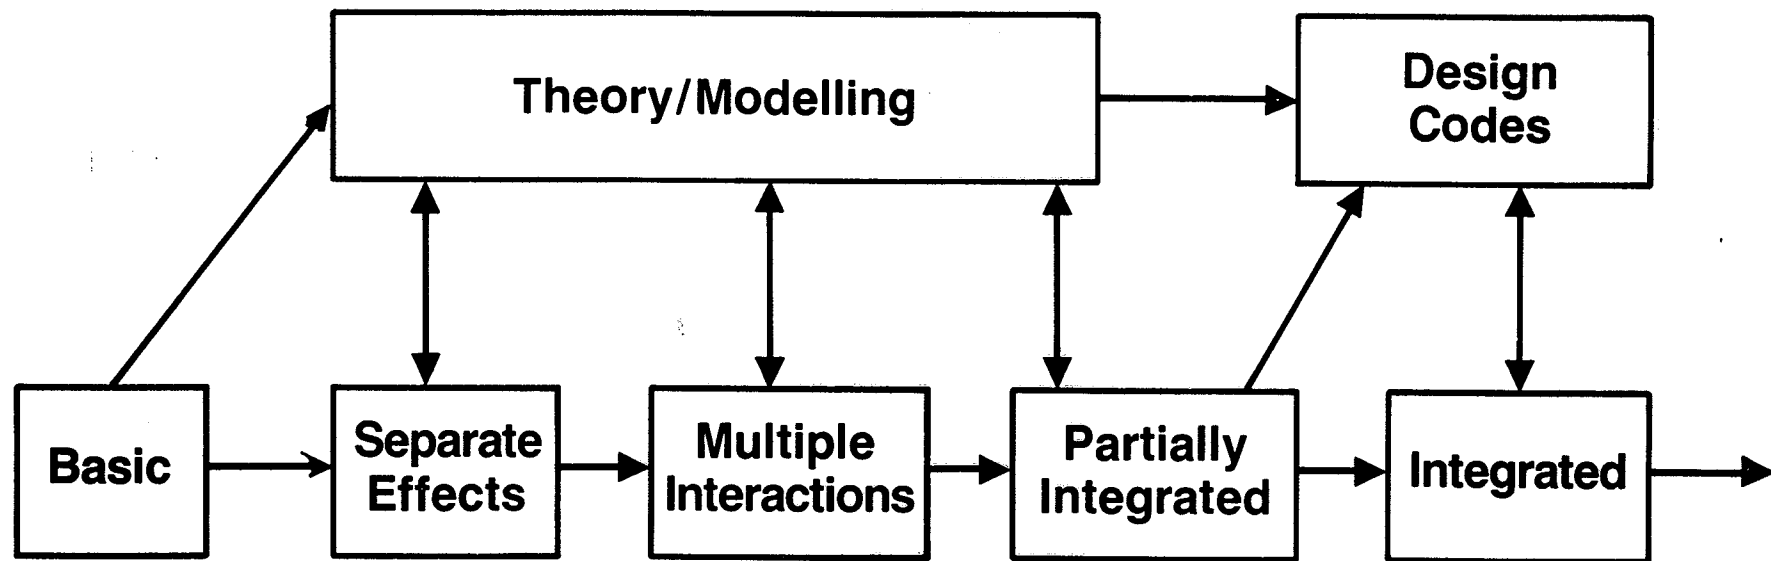 Theory/Modelling
Design
Codes
Basic
Separate
Effects
Multiple
Interactions
Partially
Integrated
Integrated